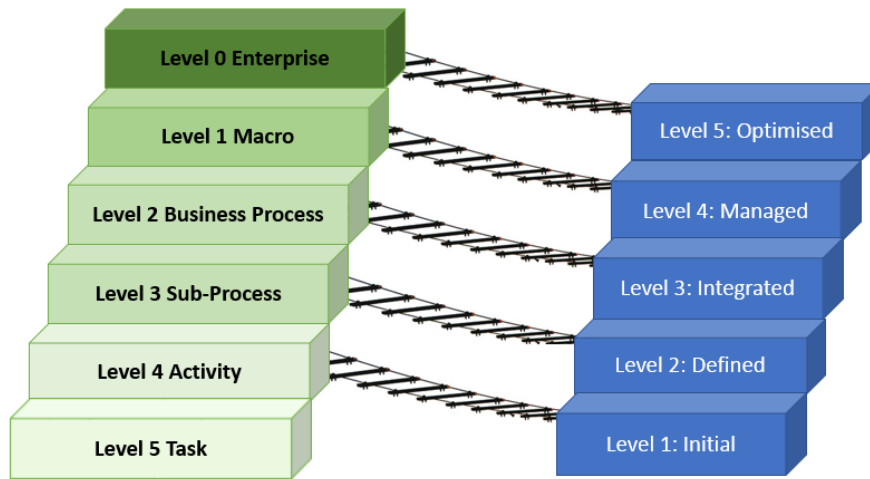 Level 0 Enterprise
Level 1 Macro
Level 2 Business Process
Level 3 Sub-Process
Level 4 Activity
Level 5 Task
Level 5: Optimised
Level 4: Managed
Level 3: Integrated
Level 2: Defined
Level 1: Initial